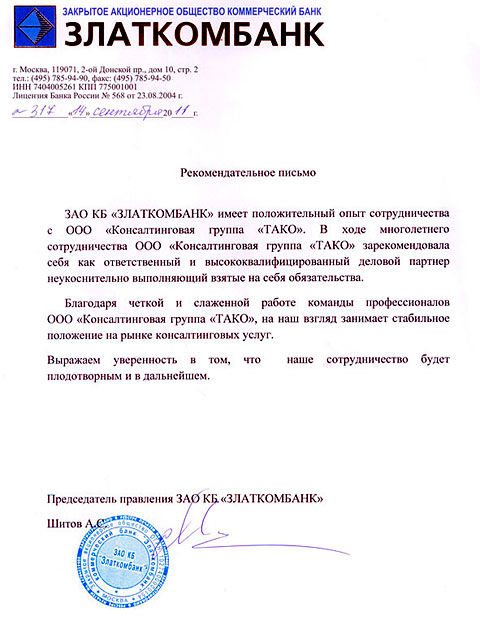 ЗАКРЫТОЕ АКЦИОНЕРНОЕ ОБЩЕСТВО КОММЕРЧЕСКИЙ БАНК
ЗЛАТКОМБАНК
г. Москва, 119071, 2-ой Донской пр., дом 10, стр. 2
тел.: (495) 785-94-90, факс: (495) 785-94-50
ИНН 7404005261 КПП 775001001
Лицензия Банка России № 568 от 23.08.2004 г.
№ 317 «14» сентября 2011 г.
Рекомендательное письмо
ЗАО КБ «ЗЛАТКОМБАНК» имеет положительный опыт сотрудничества
с ООО «Консалтинговая группа «ТАКО». В ходе многолетнего
сотрудничества ООО «Консалтинговая группа «ТАКО» зарекомендовала
себя как ответственный и высококвалифицированный деловой партнер
неукоснительно выполняющий взятые на себя обязательства.
Благодаря четкой и слаженной работе команды профессионалов
ООО «Консалтинговая группа «ТАКО», на наш взгляд занимает стабильное
положение на рынке консалтинговых услуг.
Выражаем уверенность в том, что наше сотрудничество будет
плодотворным и в дальнейшем.
Председатель правления ЗАО КБ «ЗЛАТКОМБАНК»
Шитов А.С.
ЗАО КБ
"Златкомбанк"
коммерческий банк "Златкомбанк"
МОСКВА